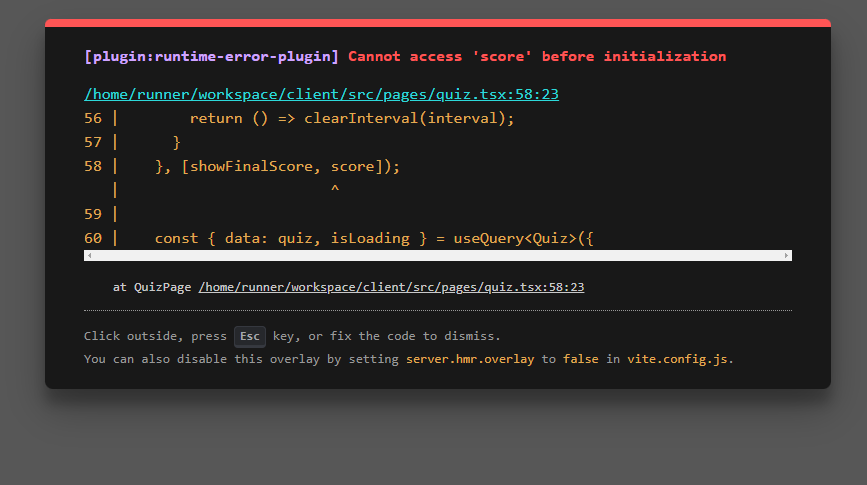 [plugin:runtime-error-plugin] Cannot access 'score' before initialization
/home/runner/workspace/client/src/pages/quiz.tsx:58:23
56 |        return () => clearInterval(interval);
57 |      }
58 |    }, [showFinalScore, score]);
   |                        ^
59 |
60 |    const { data: quiz, isLoading } = useQuery<Quiz>({
at QuizPage /home/runner/workspace/client/src/pages/quiz.tsx:58:23
Click outside, press Esc key, or fix the code to dismiss.
You can also disable this overlay by setting server.hmr.overlay to false in vite.config.js.